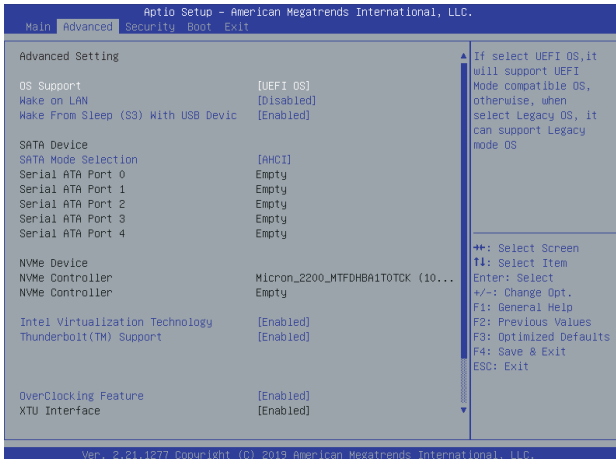 Aptio Setup – American Megatrends International, LLC.
Main Advanced Security Boot Exit
Advanced Setting
OS Support [UEFI OS]
Wake on LAN [Disabled]
Wake From Sleep (S3) With USB Devic [Enabled]
SATA Device
SATA Mode Selection [AHCI]
Serial ATA Port 0 Empty
Serial ATA Port 1 Empty
Serial ATA Port 2 Empty
Serial ATA Port 3 Empty
Serial ATA Port 4 Empty
NVMe Device
NVMe Controller Micron_2200_MTFDHBA1T0TCK (10...
NVMe Controller Empty
Intel Virtualization Technology [Enabled]
Thunderbolt(TM) Support [Enabled]
OverClocking Feature [Enabled]
XTU Interface [Enabled]
If select UEFI OS,it
will support UEFI
Mode compatible OS,
otherwise, when
select Legacy OS, it
can support Legacy
mode OS
→←: Select Screen
↑↓: Select Item
Enter: Select
+/-: Change Opt.
F1: General Help
F2: Previous Values
F3: Optimized Defaults
F4: Save & Exit
ESC: Exit
Ver. 2.21.1277 Copyright (C) 2019 American Megatrends International, LLC.